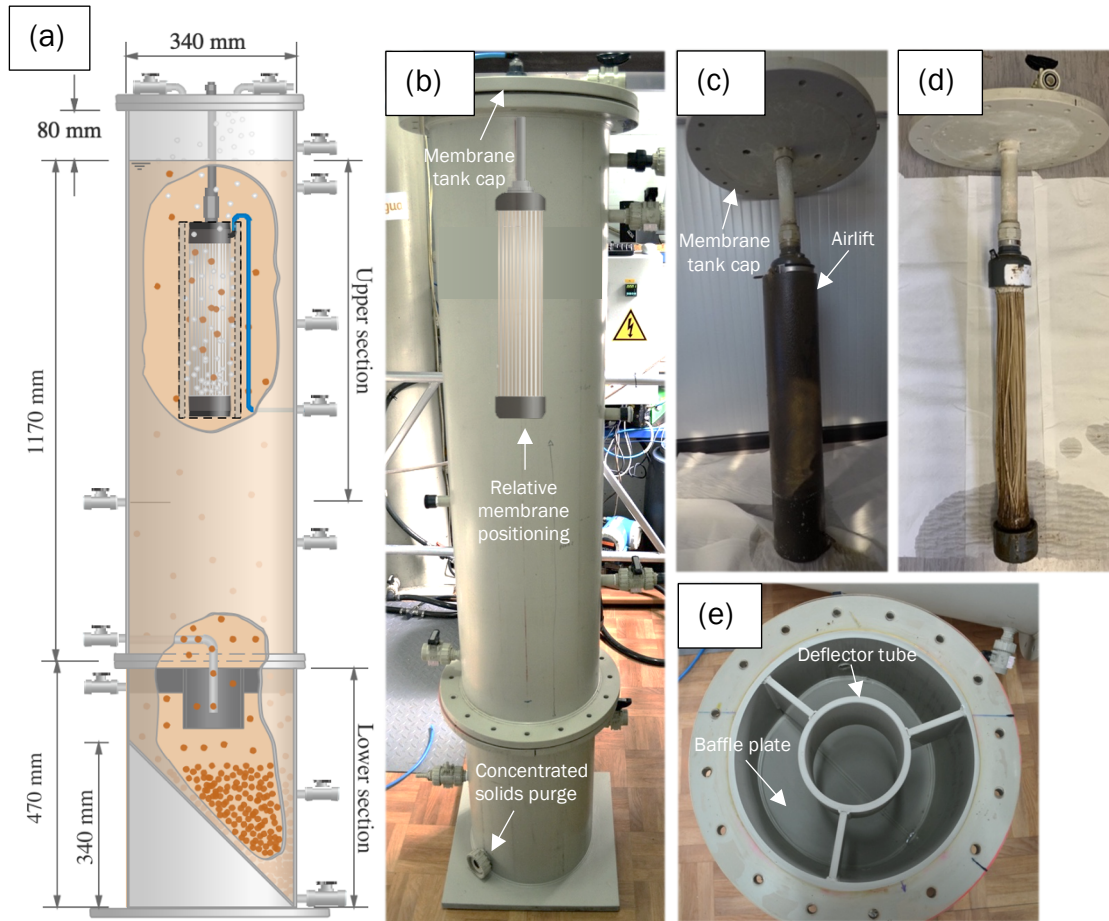 (a)
340 mm
80 mm
1170 mm
Upper section
470 mm
340 mm
Lower section
(b)
Membrane
tank cap
guc
Relative
membrane
positioning
Concentrated
solids purge
(c)
Membrane
tank cap
Airlift
(d)
(e)
Deflector tube
Baffle plate